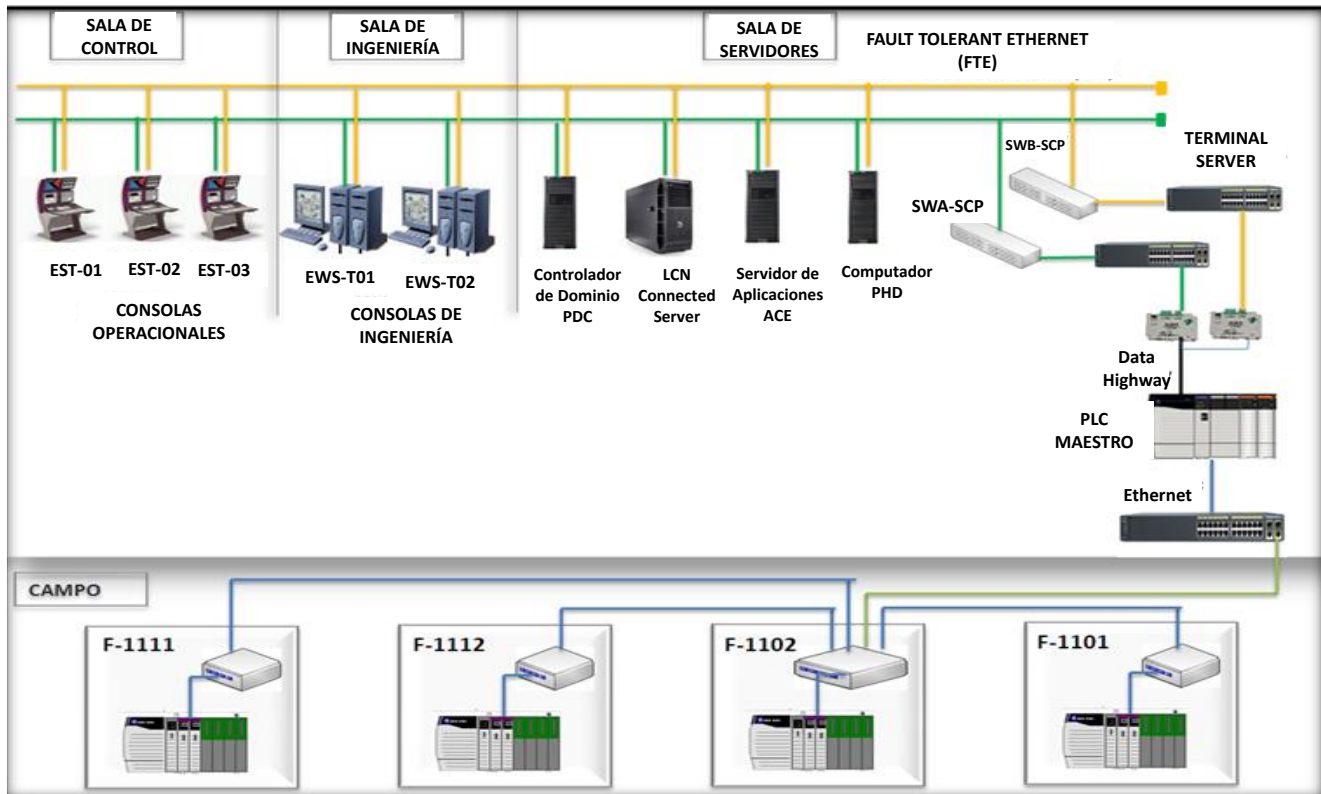 SALA DE
CONTROL
SALA DE
INGENIERÍA
SALA DE
SERVIDORES
FAULT TOLERANT ETHERNET
(FTE)
SWB-SCP
TERMINAL
SERVER
SWA-SCP
EST-01
EST-02
EST-03
CONSOLAS
OPERACIONALES
EWS-T01
EWS-T02
CONSOLAS DE
INGENIERÍA
Controlador
de Dominio
PDC
LCN
Connected
Server
Servidor de
Aplicaciones
ACE
Computador
PHD
Data
Highway
PLC
MAESTRO
Ethernet
CAMPO
F-1111
F-1112
F-1102
F-1101